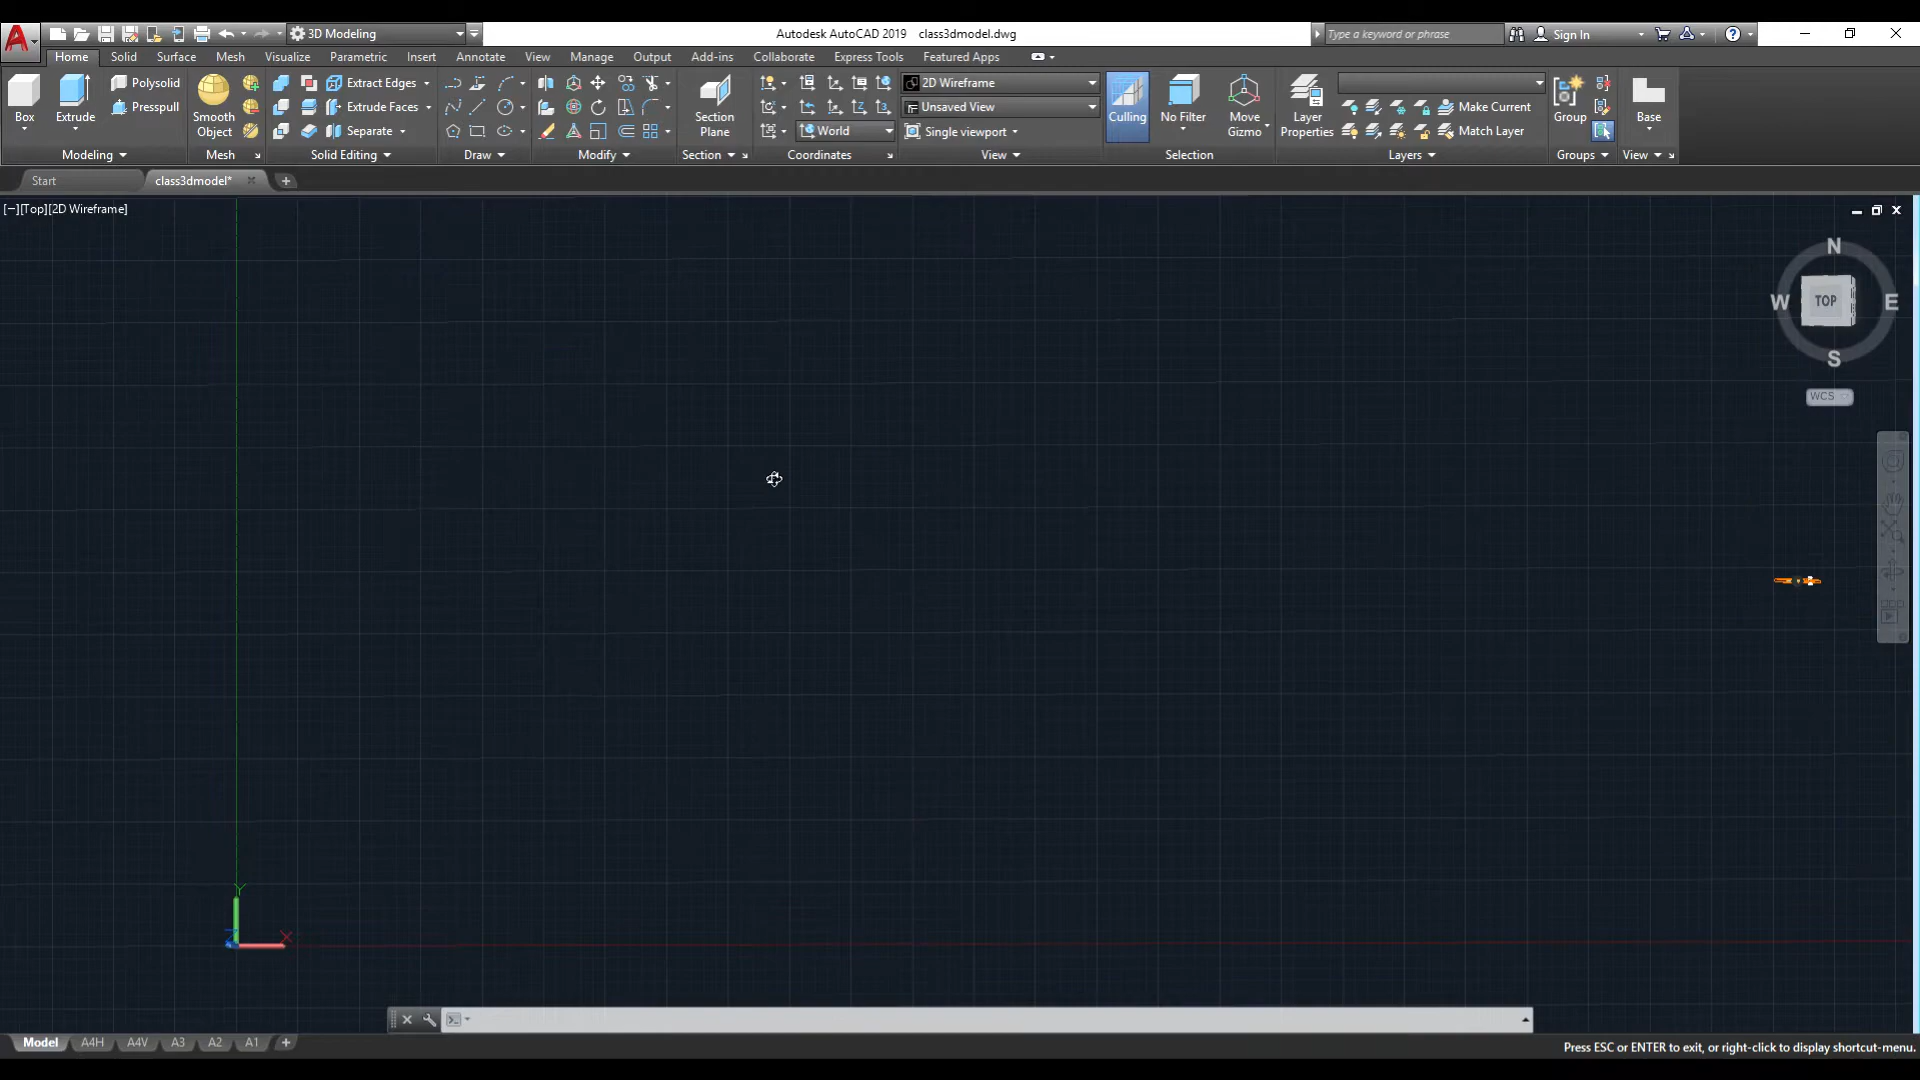 A 3D Modeling Autodesk AutoCAD 2019 class3dmodel.dwg Type a keyword or phrase Sign In ?
Home Solid Surface Mesh Visualize Parametric Insert Annotate View Manage Output Add-ins Collaborate Express Tools Featured Apps
Polysolid Extract Edges 2D Wireframe
Presspull Extrude Faces Unsaved View Make Current
Box Extrude Smooth Object Separate Section Plane World Single viewport Culling No Filter Move Gizmo Layer Properties Match Layer Group Base
Modeling Mesh Solid Editing Draw Modify Section Coordinates View Selection Layers Groups View
Start class3dmodel*
[−][Top][2D Wireframe]
N
W TOP E
S
WCS
Y
X
Z
Model A4H A4V A3 A2 A1
Press ESC or ENTER to exit, or right-click to display shortcut-menu.